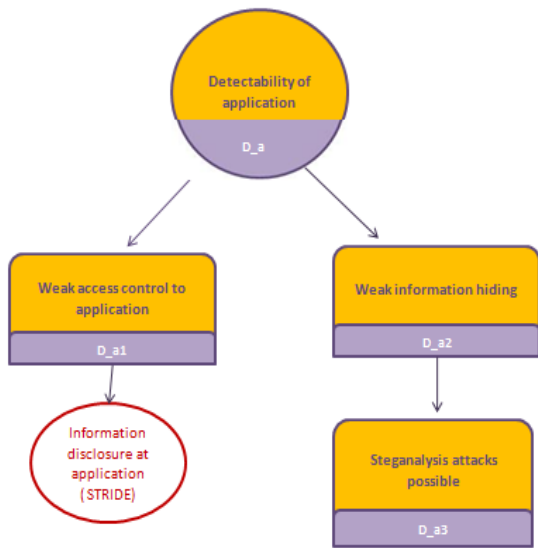 Detectability of
application
D_a
Weak access control to
application
D_a1
Weak information hiding
D_a2
Information
disclosure at
application
( STRIDE)
Steganalysis attacks
possible
D_a3